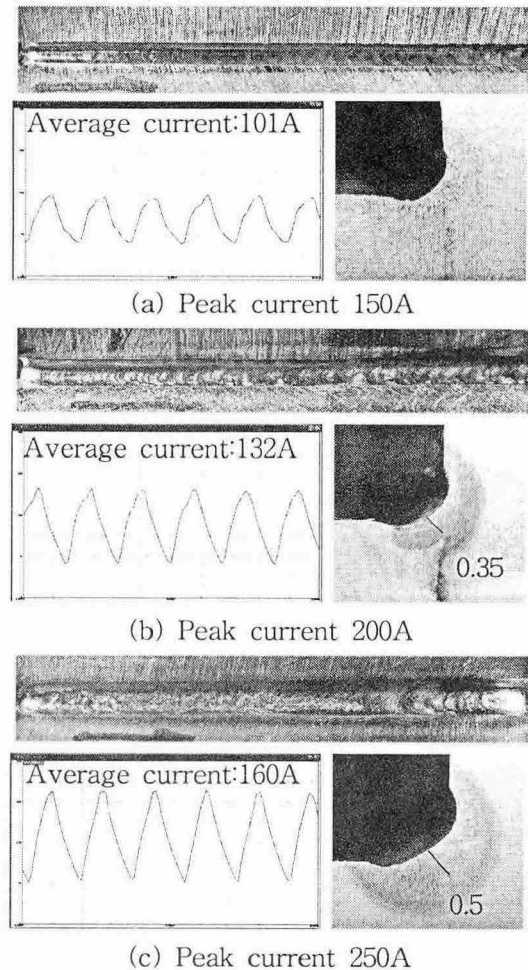 Average current:101A
(a) Peak current 150A
Average current:132A
0.35
(b) Peak current 200A
Average current:160A
0.5
(c) Peak current 250A